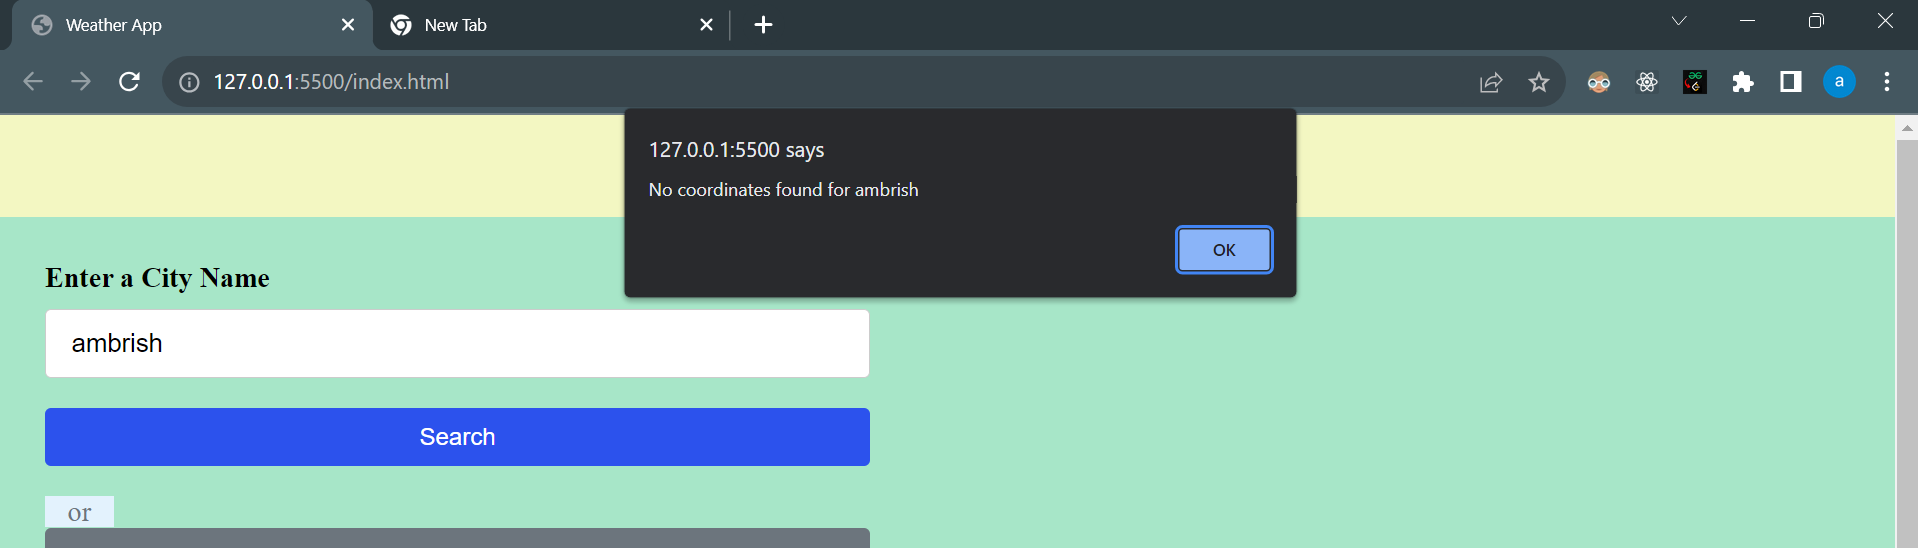 Weather App
New Tab
127.0.0.1:5500/index.html
a
127.0.0.1:5500 says
No coordinates found for ambrish
OK
Enter a City Name
ambrish
Search
or